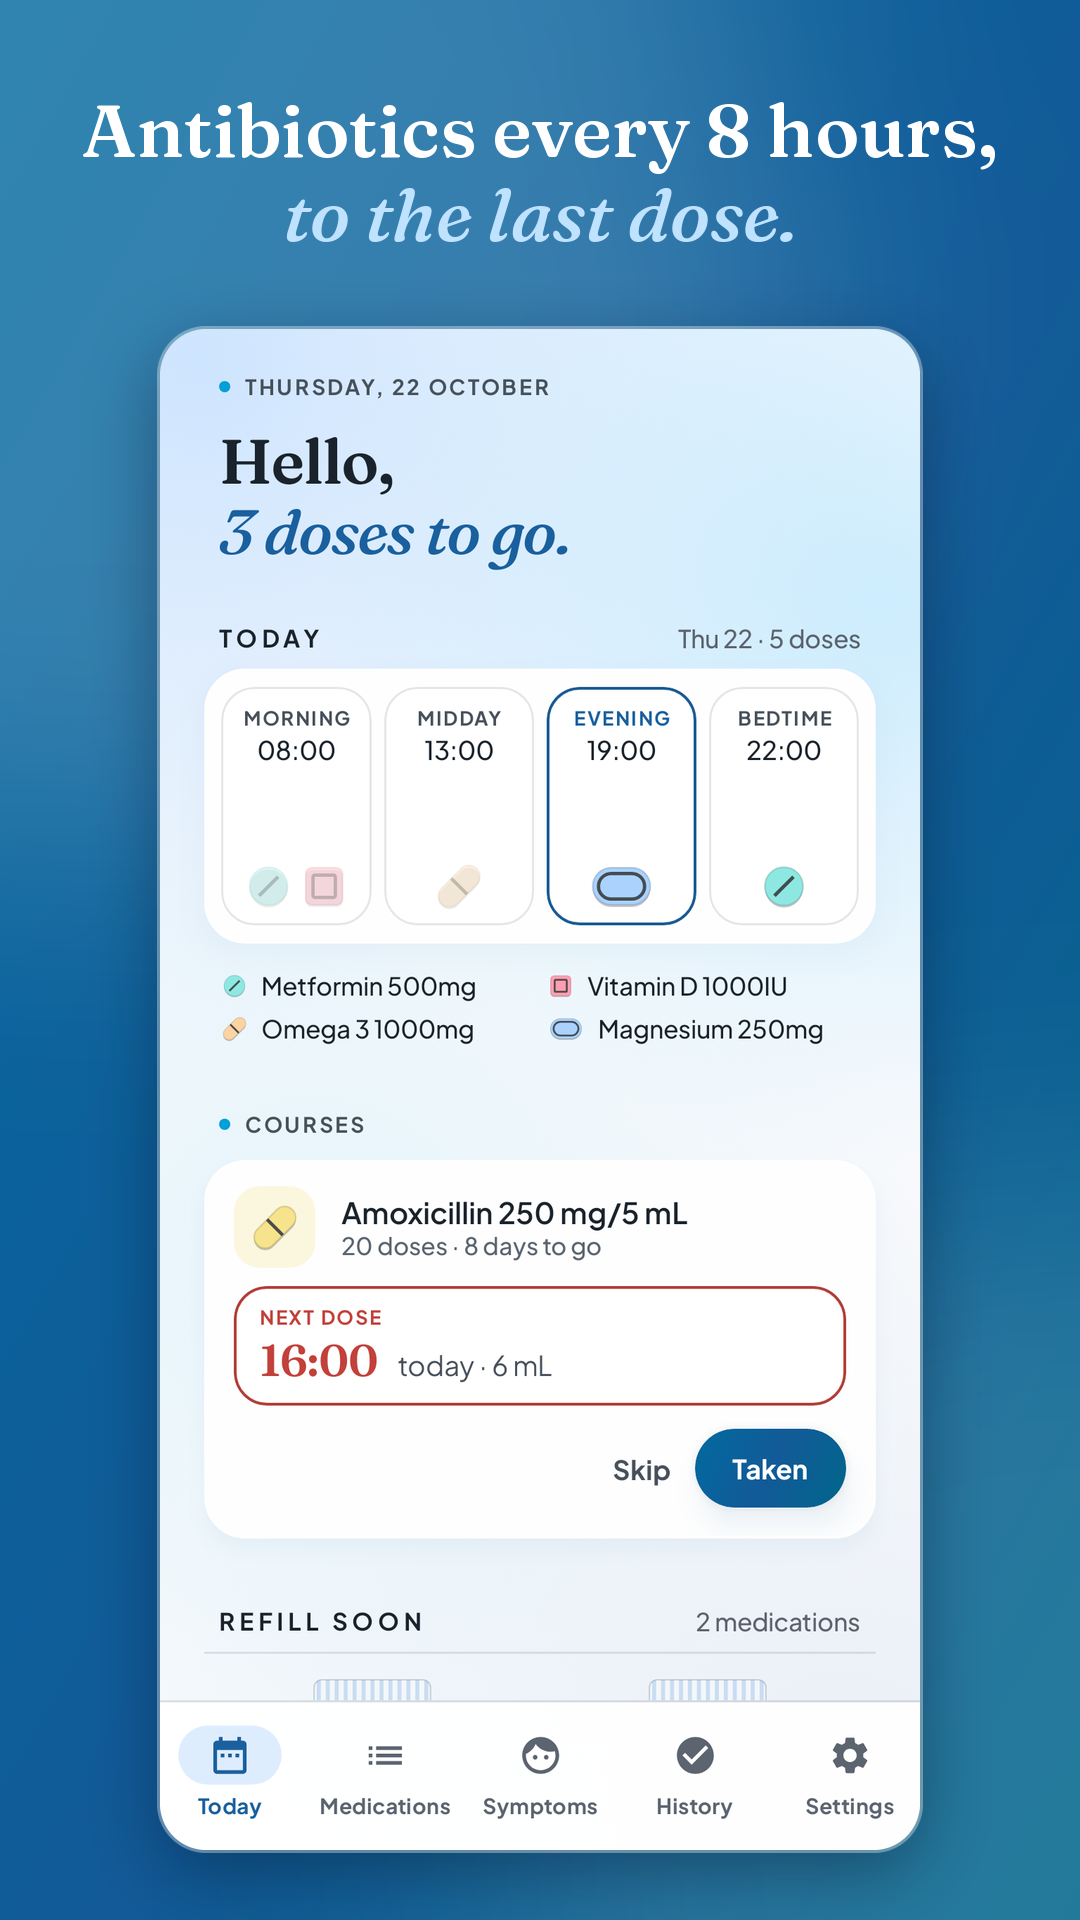 Antibiotics every 8 hours,
to the last dose.
THURSDAY, 22 OCTOBER
Hello,
3 doses to go.
TODAY
Thu 22 · 5 doses
MORNING
08:00
MIDDAY
13:00
EVENING
19:00
BEDTIME
22:00
Metformin 500mg
Vitamin D 1000IU
Omega 3 1000mg
Magnesium 250mg
COURSES
Amoxicillin 250 mg/5 mL
20 doses · 8 days to go
NEXT DOSE
16:00 today · 6 mL
Skip
Taken
REFILL SOON
2 medications
Today
Medications
Symptoms
History
Settings